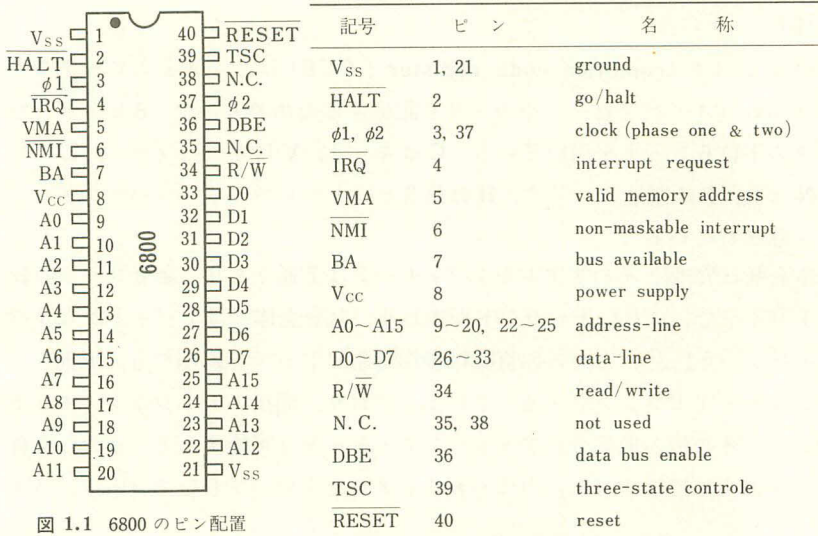 VSS 1 40 RESET
HALT 2 39 TSC
φ1 3 38 N.C.
IRQ 4 37 φ2
VMA 5 36 DBE
NMI 6 35 N.C.
BA 7 34 R/W
VCC 8 33 D0
A0 9 32 D1
A1 10 31 D2
A2 11 30 D3
A3 12 29 D4
A4 13 28 D5
A5 14 27 D6
A6 15 26 D7
A7 16 25 A15
A8 17 24 A14
A9 18 23 A13
A10 19 22 A12
A11 20 21 VSS
6800
図 1.1 6800 のピン配置
記号 ピン 名称
VSS 1, 21 ground
HALT 2 go/halt
φ1, φ2 3, 37 clock (phase one & two)
IRQ 4 interrupt request
VMA 5 valid memory address
NMI 6 non-maskable interrupt
BA 7 bus available
VCC 8 power supply
A0~A15 9~20, 22~25 address-line
D0~D7 26~33 data-line
R/W 34 read/write
N.C. 35, 38 not used
DBE 36 data bus enable
TSC 39 three-state controle
RESET 40 reset